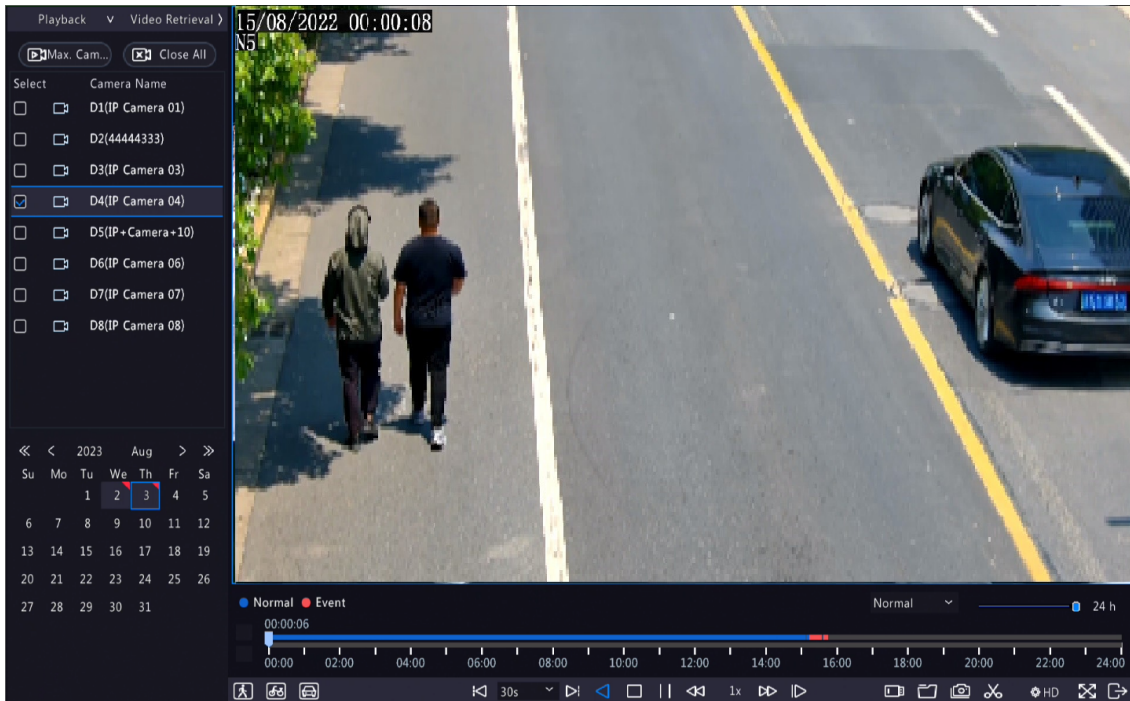 Playback Video Retrieval
Max. Cam... Close All
Select Camera Name
D1(IP Camera 01)
D2(44444333)
D3(IP Camera 03)
D4(IP Camera 04)
D5(IP+Camera+10)
D6(IP Camera 06)
D7(IP Camera 07)
D8(IP Camera 08)
2023 Aug
Su Mo Tu We Th Fr Sa
1 2 3 4 5
6 7 8 9 10 11 12
13 14 15 16 17 18 19
20 21 22 23 24 25 26
27 28 29 30 31
15/08/2022 00:00:08
N5
Normal Event
Normal 24 h
00:00:06
00:00 02:00 04:00 06:00 08:00 10:00 12:00 14:00 16:00 18:00 20:00 22:00 24:00
30s 1x HD